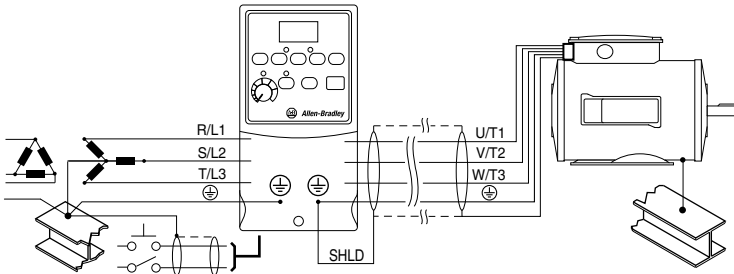 Allen-Bradley
R/L1
S/L2
T/L3
U/T1
V/T2
W/T3
SHLD